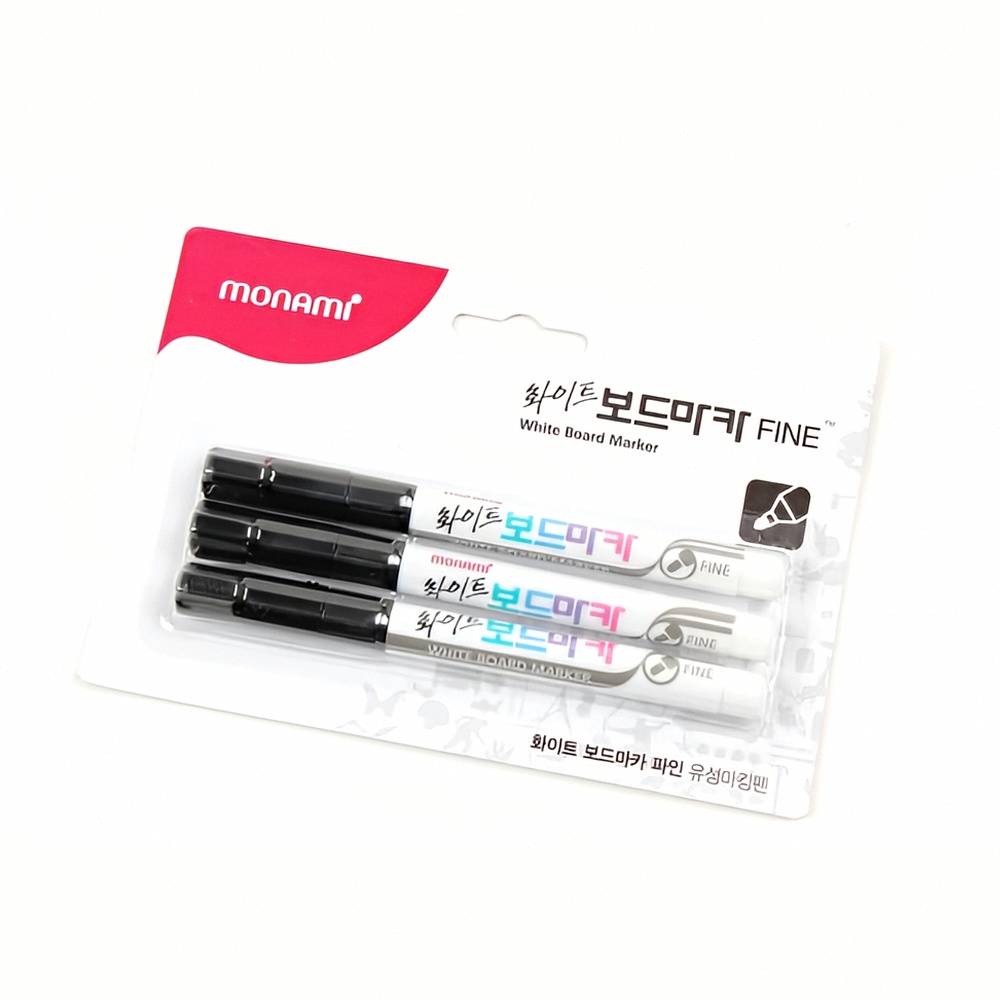 monami
화이트 보드마카 FINE™
White Board Marker
화이트 보드마카
FINE
monami
화이트 보드마카
FINE
화이트 보드마카
WHITE BOARD MARKER
FINE
화이트 보드마카 파인 유성마킹펜